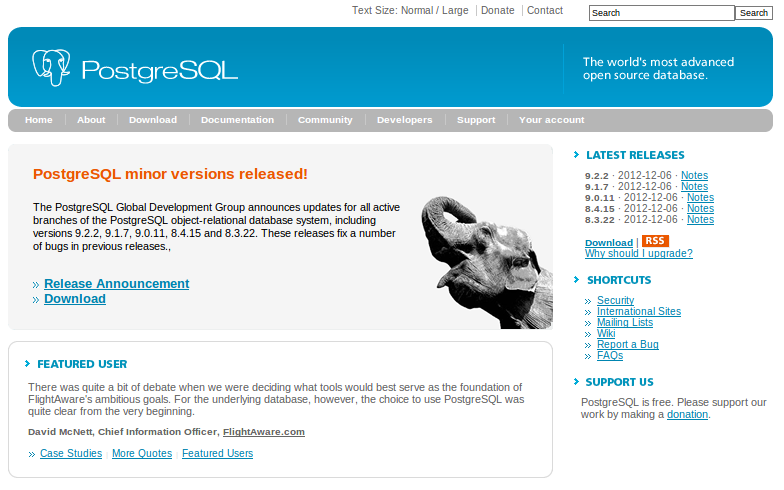 Text Size: Normal / Large Donate Contact Search Search
PostgreSQL
The world's most advanced
open source database.
Home About Download Documentation Community Developers Support Your account
PostgreSQL minor versions released!
The PostgreSQL Global Development Group announces updates for all active
branches of the PostgreSQL object-relational database system, including
versions 9.2.2, 9.1.7, 9.0.11, 8.4.15 and 8.3.22. These releases fix a number
of bugs in previous releases.,
Release Announcement
Download
FEATURED USER
There was quite a bit of debate when we were deciding what tools would best serve as the foundation of
FlightAware's ambitious goals. For the underlying database, however, the choice to use PostgreSQL was
quite clear from the very beginning.
David McNett, Chief Information Officer, FlightAware.com
Case Studies More Quotes Featured Users
LATEST RELEASES
9.2.2 · 2012-12-06 · Notes
9.1.7 · 2012-12-06 · Notes
9.0.11 · 2012-12-06 · Notes
8.4.15 · 2012-12-06 · Notes
8.3.22 · 2012-12-06 · Notes
Download | RSS
Why should I upgrade?
SHORTCUTS
Security
International Sites
Mailing Lists
Wiki
Report a Bug
FAQs
SUPPORT US
PostgreSQL is free. Please support our
work by making a donation.